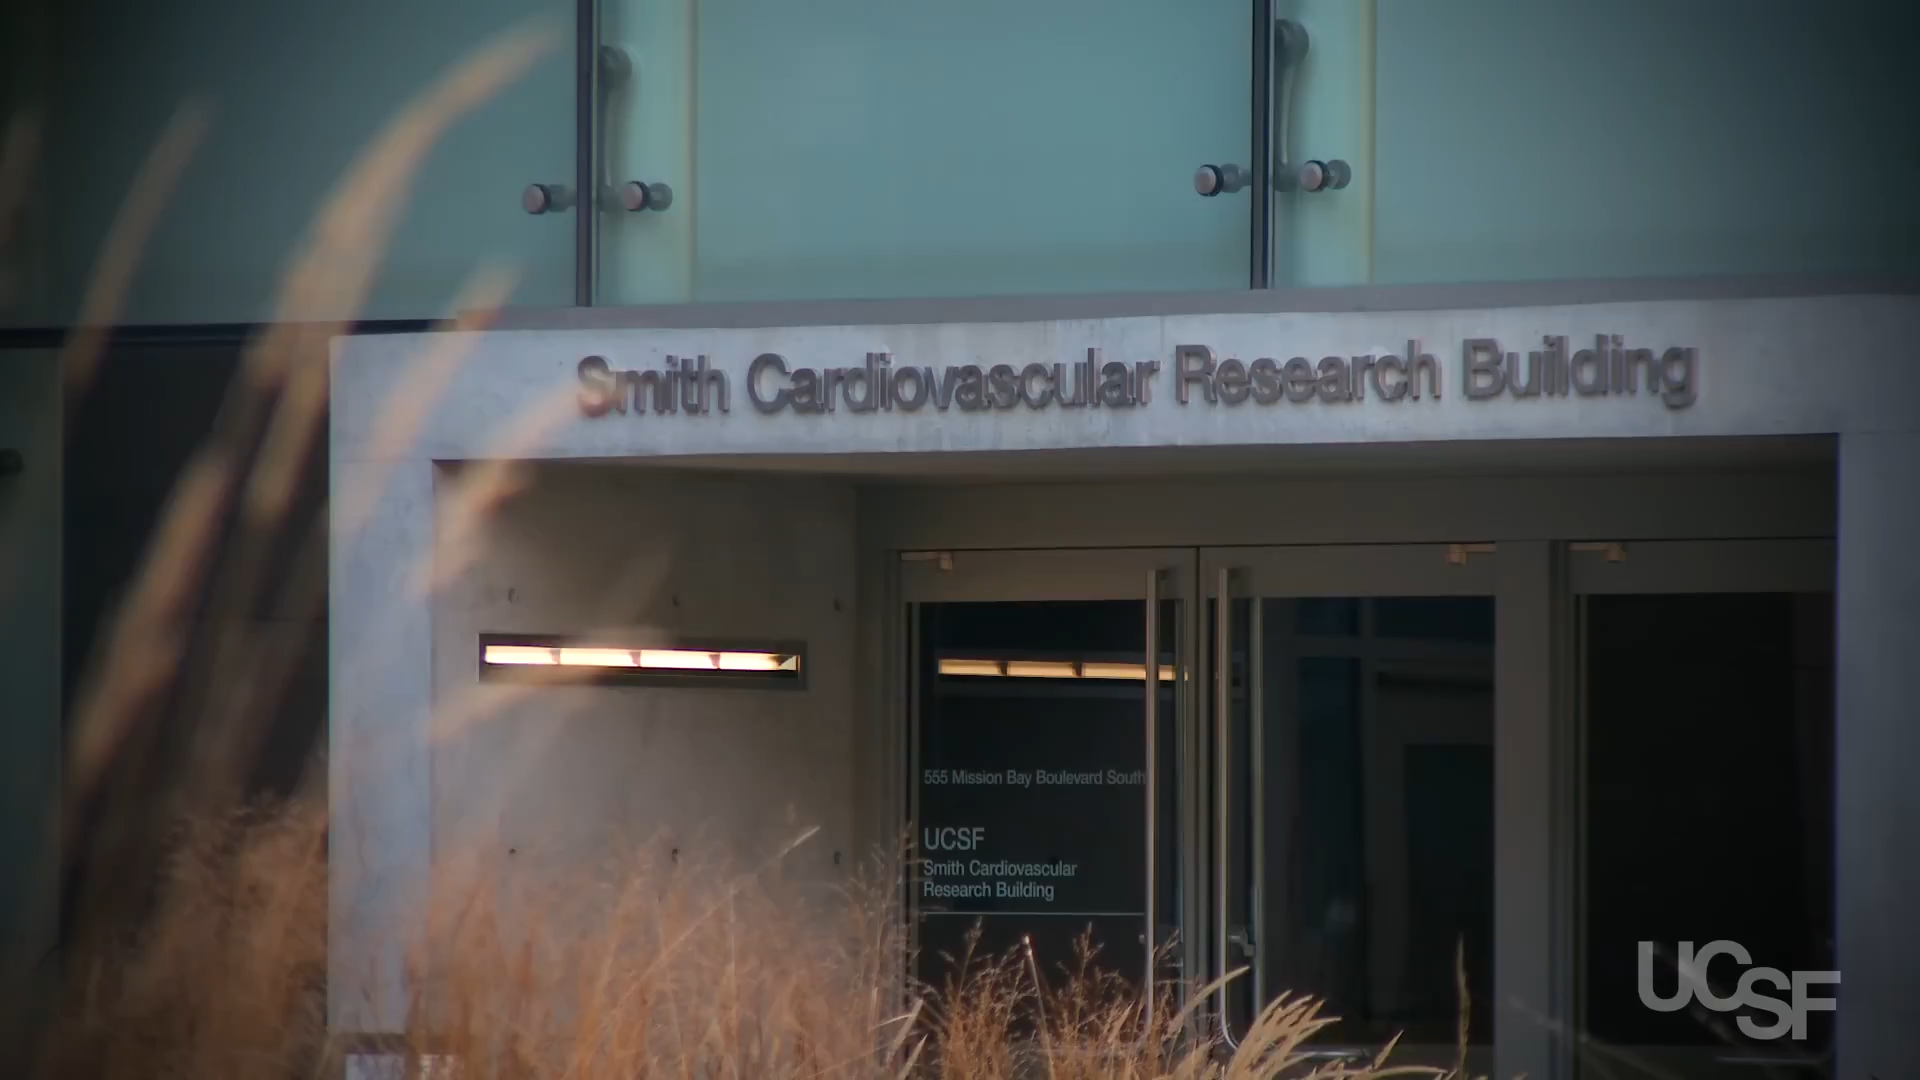 Smith Cardiovascular Research Building
555 Mission Bay Boulevard South
UCSF
Smith Cardiovascular
Research Building
UCSF